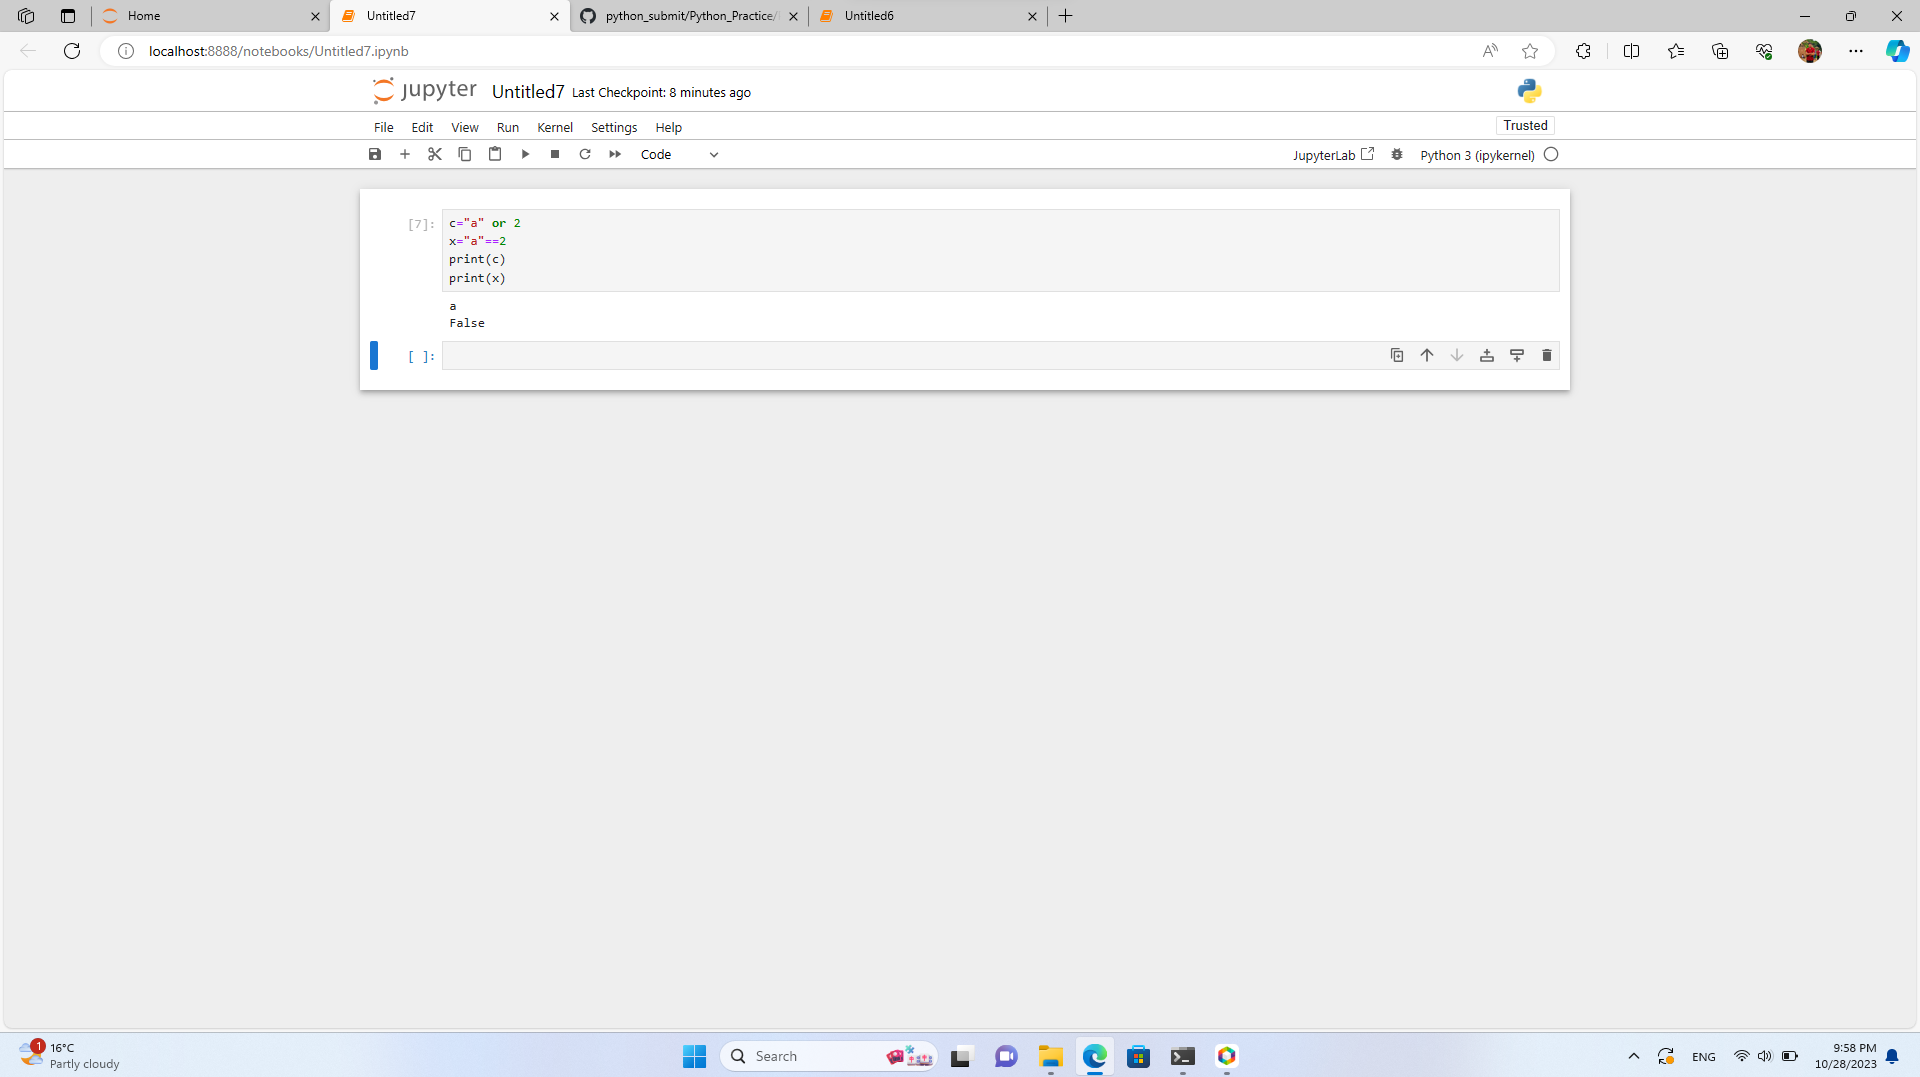 Home
Untitled7
python_submit/Python_Practice/
Untitled6
localhost:8888/notebooks/Untitled7.ipynb
jupyter Untitled7 Last Checkpoint: 8 minutes ago
File Edit View Run Kernel Settings Help
Trusted
Code
JupyterLab
Python 3 (ipykernel)
[7]:
c="a" or 2
x="a"==2
print(c)
print(x)
a
False
[ ]:
1
16°C
Partly cloudy
Search
ENG
9:58 PM
10/28/2023